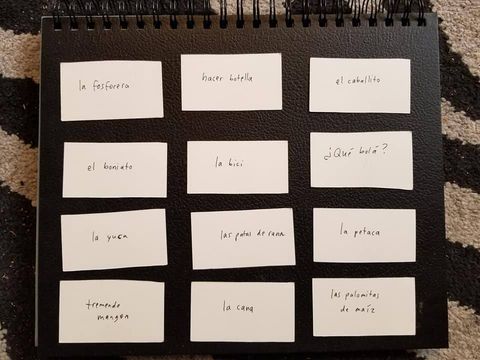 la fosforera
hacer botella
el caballito
el boniato
la bici
¿Qué bolá?
la yuca
las patas de rana
la petaca
tremendo
mangón
la cana
las palomitas
de maíz